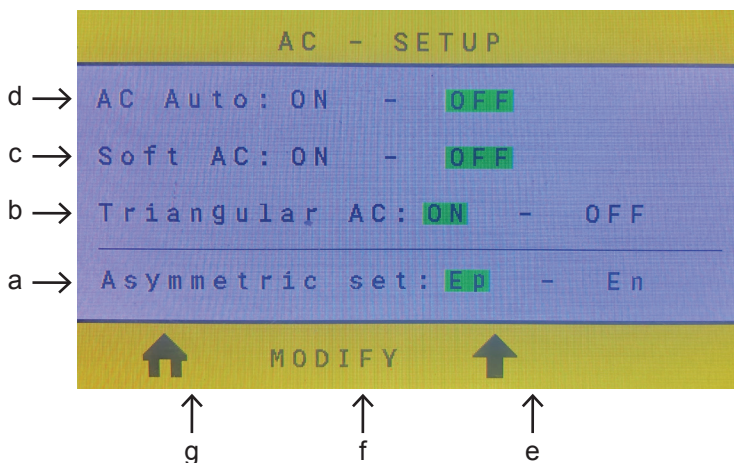 AC - SETUP
d AC Auto: ON - OFF
c Soft AC: ON - OFF
b Triangular AC: ON - OFF
a Asymmetric set: Ep - En
MODIFY
g f e